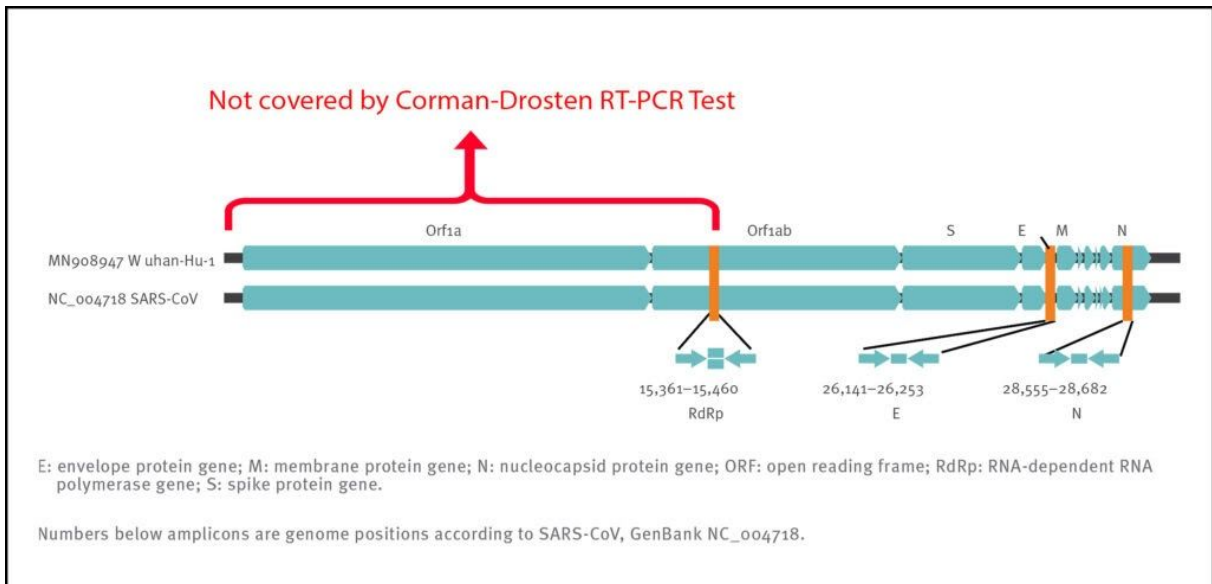 Not covered by Corman-Drosten RT-PCR Test
Orf1a Orf1ab S E M N
MN908947 W uhan-Hu-1
NC_004718 SARS-CoV
15,361–15,460 26,141–26,253 28,555–28,682
RdRp E N
E: envelope protein gene; M: membrane protein gene; N: nucleocapsid protein gene; ORF: open reading frame; RdRp: RNA-dependent RNA
polymerase gene; S: spike protein gene.
Numbers below amplicons are genome positions according to SARS-CoV, GenBank NC_004718.